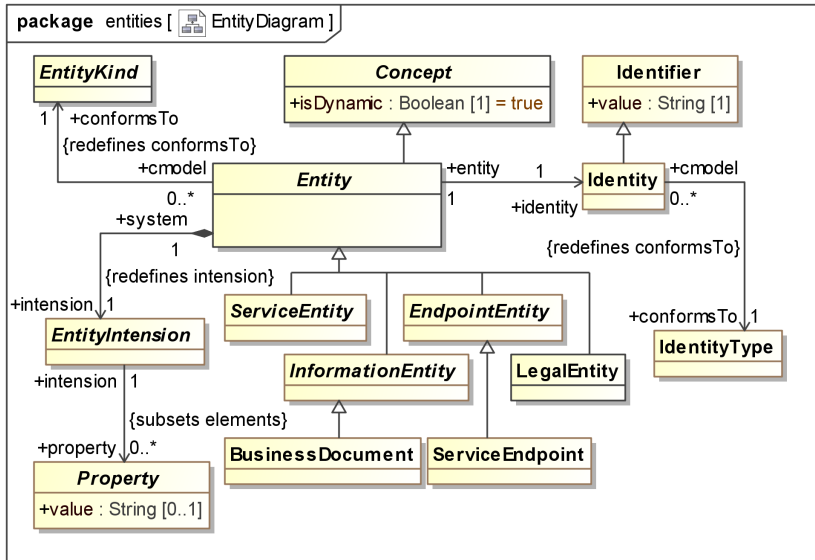 package entities [ EntityDiagram ]
EntityKind
Concept
+isDynamic : Boolean [1] = true
Identifier
+value : String [1]
1 +conformsTo
{redefines conformsTo}
+cmodel
0..*
Entity
+entity
1
1
+identity
Identity
+cmodel
0..*
+system
1
{redefines intension}
{redefines conformsTo}
+intension 1
EntityIntension
ServiceEntity
EndpointEntity
+conformsTo 1
IdentityType
InformationEntity
LegalEntity
+intension 1
{subsets elements}
+property 0..*
BusinessDocument
ServiceEndpoint
Property
+value : String [0..1]